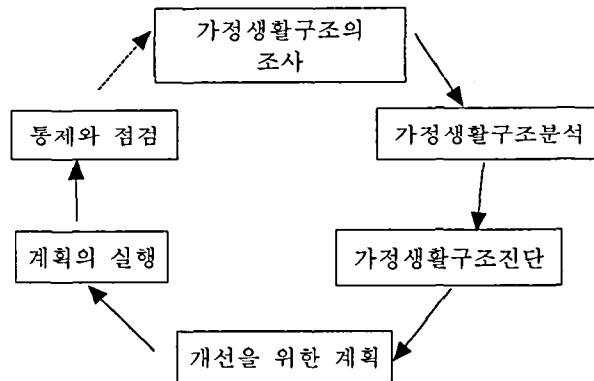 가정생활구조의
조사
가정생활구조분석
가정생활구조진단
개선을 위한 계획
계획의 실행
통제와 점검